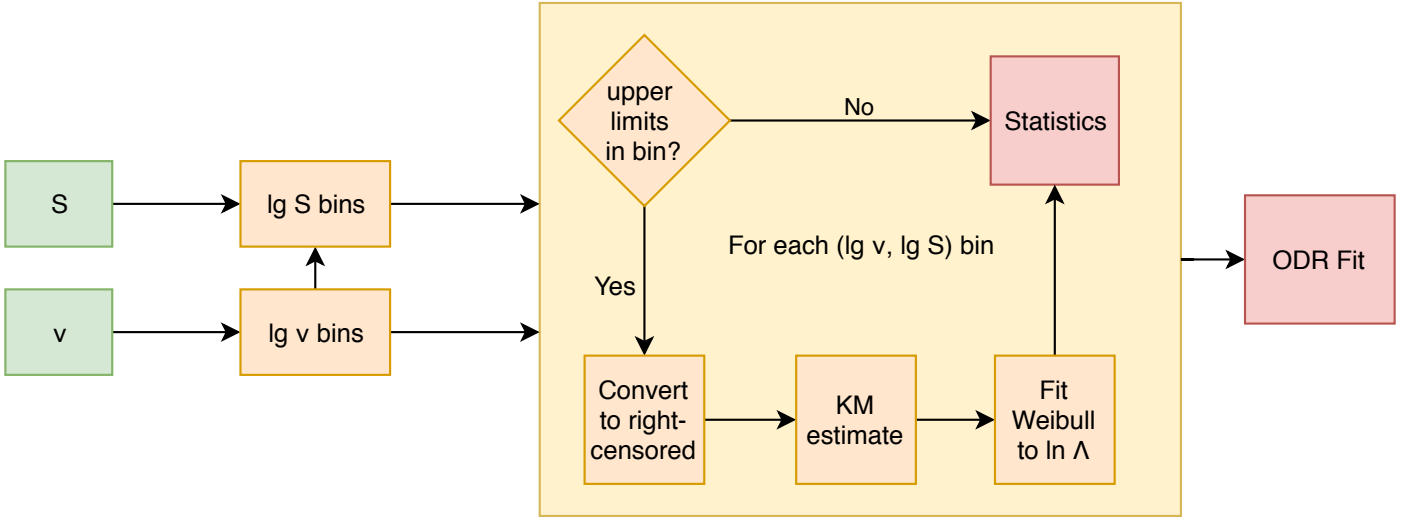 S
lg S bins
v
lg v bins
upper
limits
in bin?
No
Statistics
For each (lg v, lg S) bin
Yes
Convert
to right-
censored
KM
estimate
Fit
Weibull
to ln Λ
ODR Fit